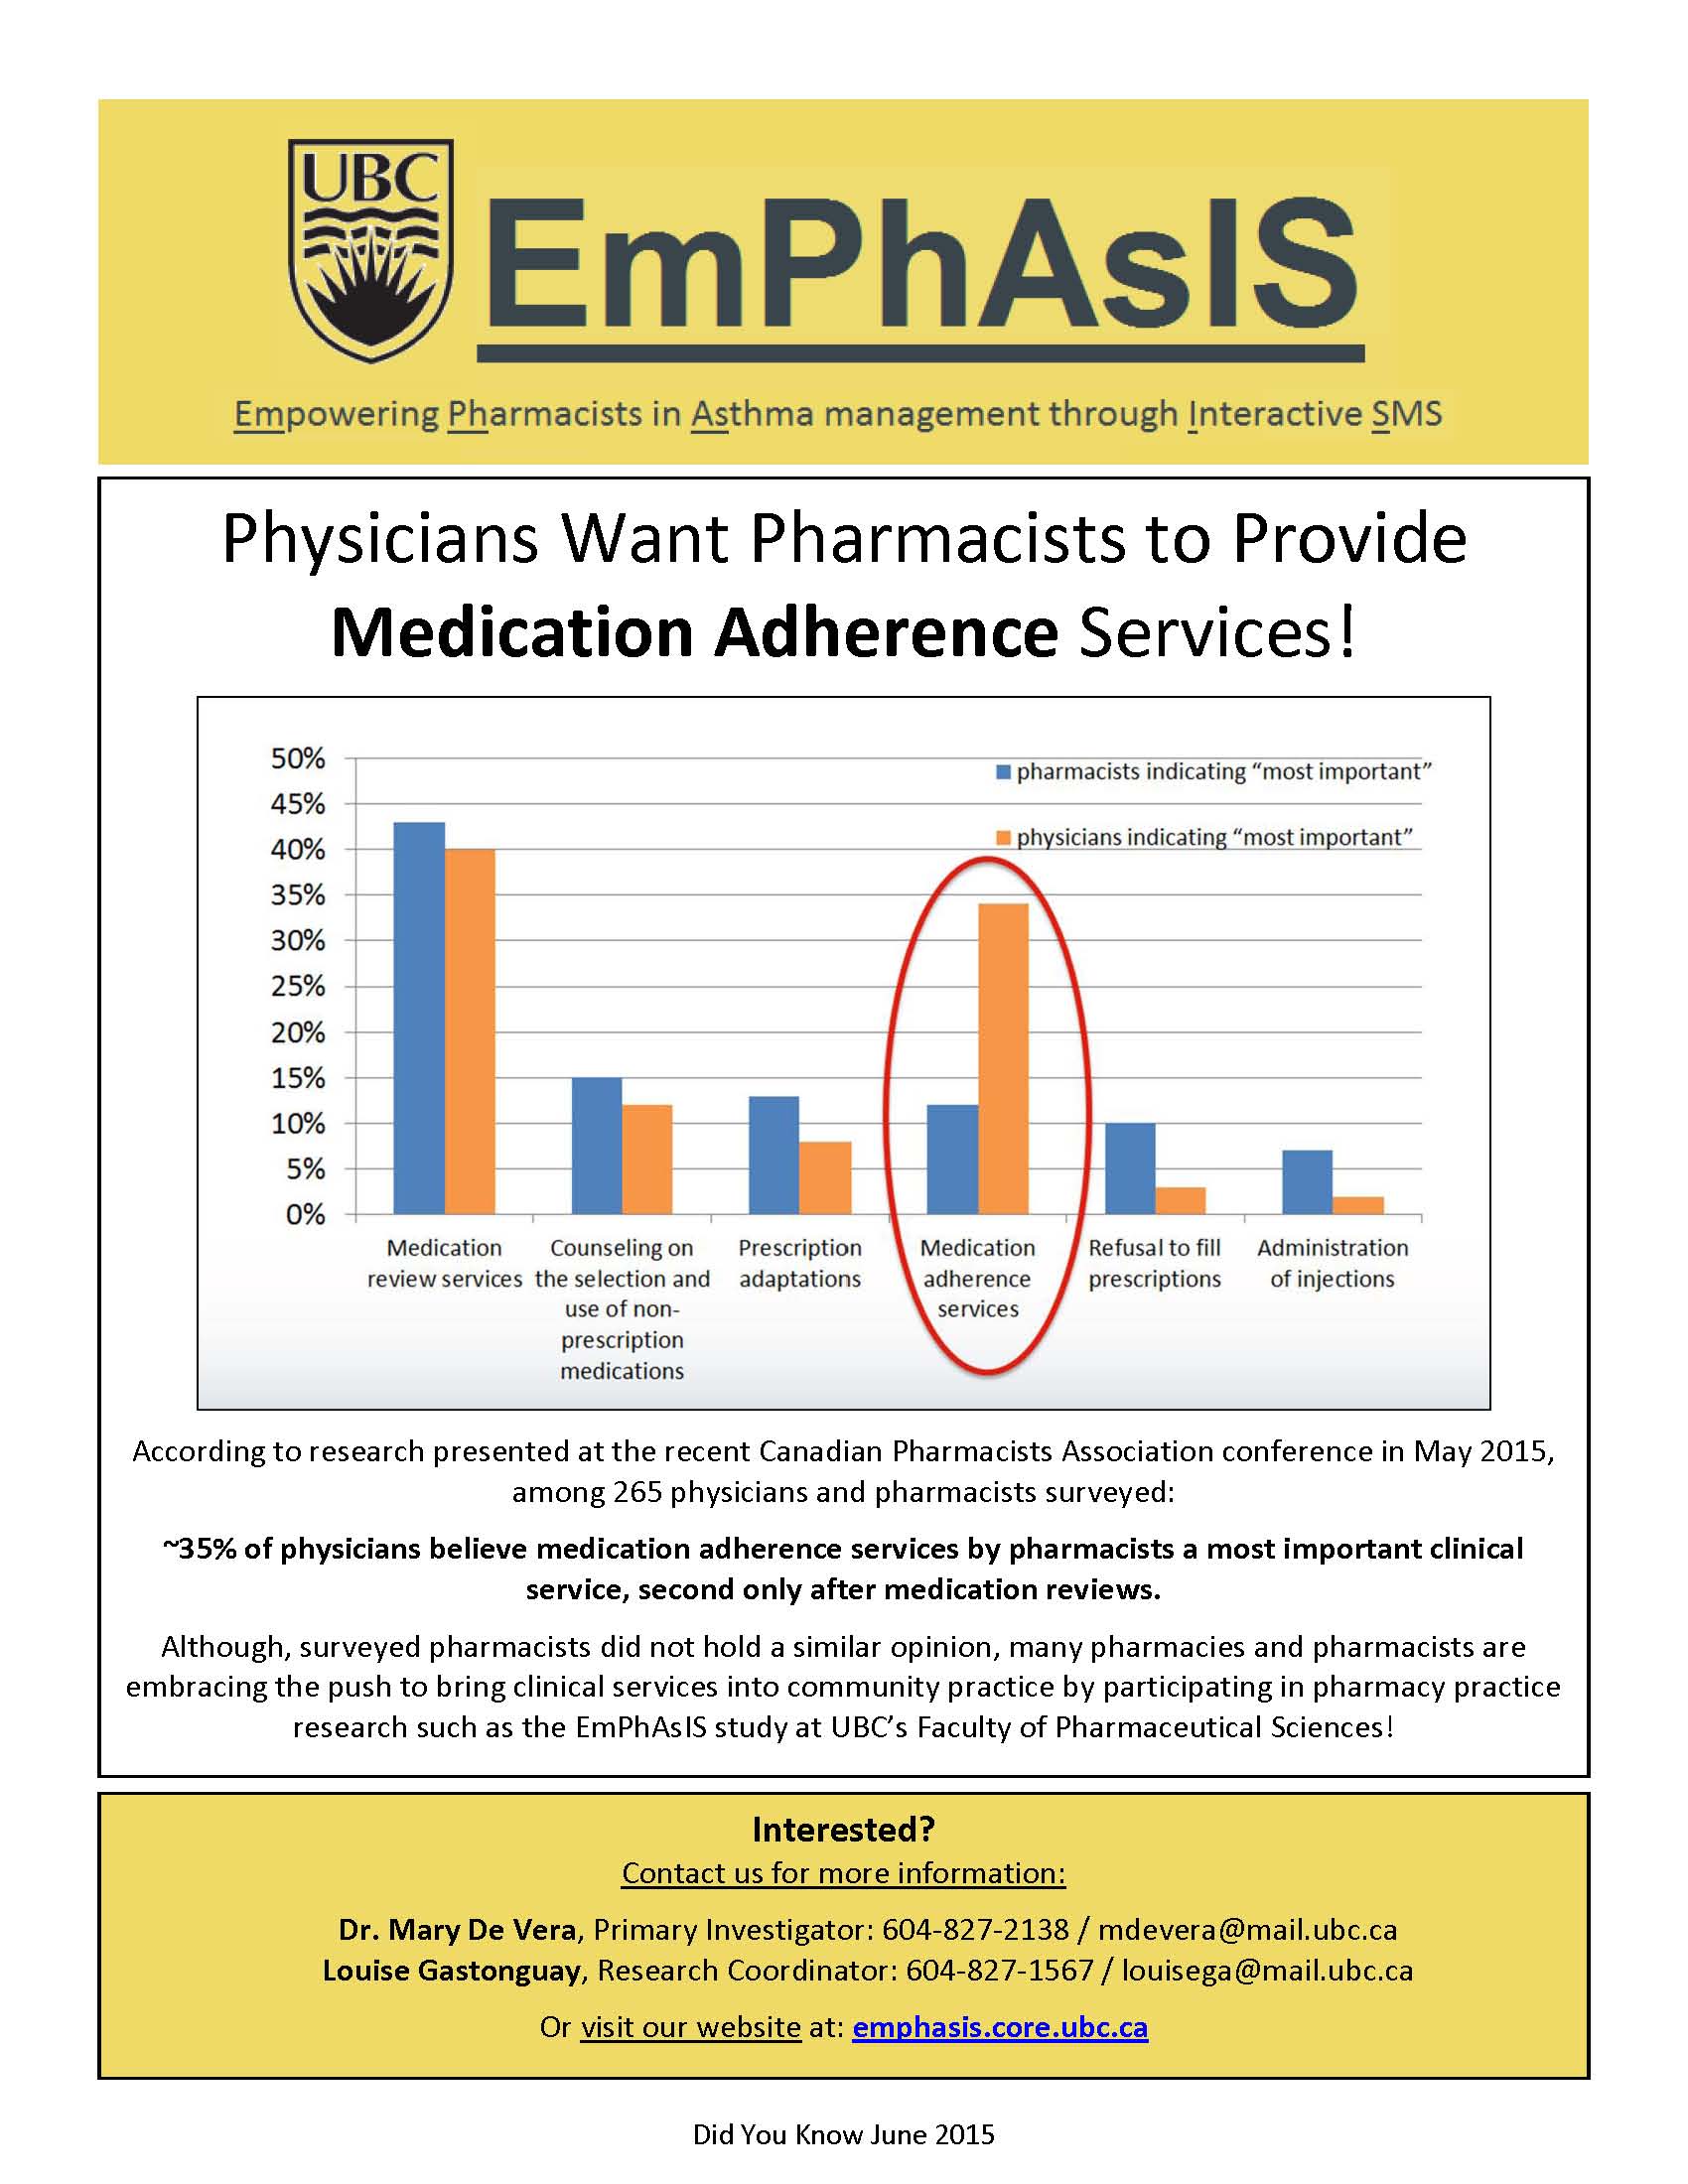 UBC
EmPhAsIS
Empowering Pharmacists in Asthma management through Interactive SMS
Physicians Want Pharmacists to Provide
Medication Adherence Services!
50%
45%
40%
35%
30%
25%
20%
15%
10%
5%
0%
pharmacists indicating “most important”
physicians indicating “most important”
Medication
review services
Counseling on
the selection and
use of non-
prescription
medications
Prescription
adaptations
Medication
adherence
services
Refusal to fill
prescriptions
Administration
of injections
According to research presented at the recent Canadian Pharmacists Association conference in May 2015,
among 265 physicians and pharmacists surveyed:
~35% of physicians believe medication adherence services by pharmacists a most important clinical
service, second only after medication reviews.
Although, surveyed pharmacists did not hold a similar opinion, many pharmacies and pharmacists are
embracing the push to bring clinical services into community practice by participating in pharmacy practice
research such as the EmPhAsIS study at UBC’s Faculty of Pharmaceutical Sciences!
Interested?
Contact us for more information:
Dr. Mary De Vera, Primary Investigator: 604-827-2138 / mdevera@mail.ubc.ca
Louise Gastonguay, Research Coordinator: 604-827-1567 / louisega@mail.ubc.ca
Or visit our website at: emphasis.core.ubc.ca
Did You Know June 2015